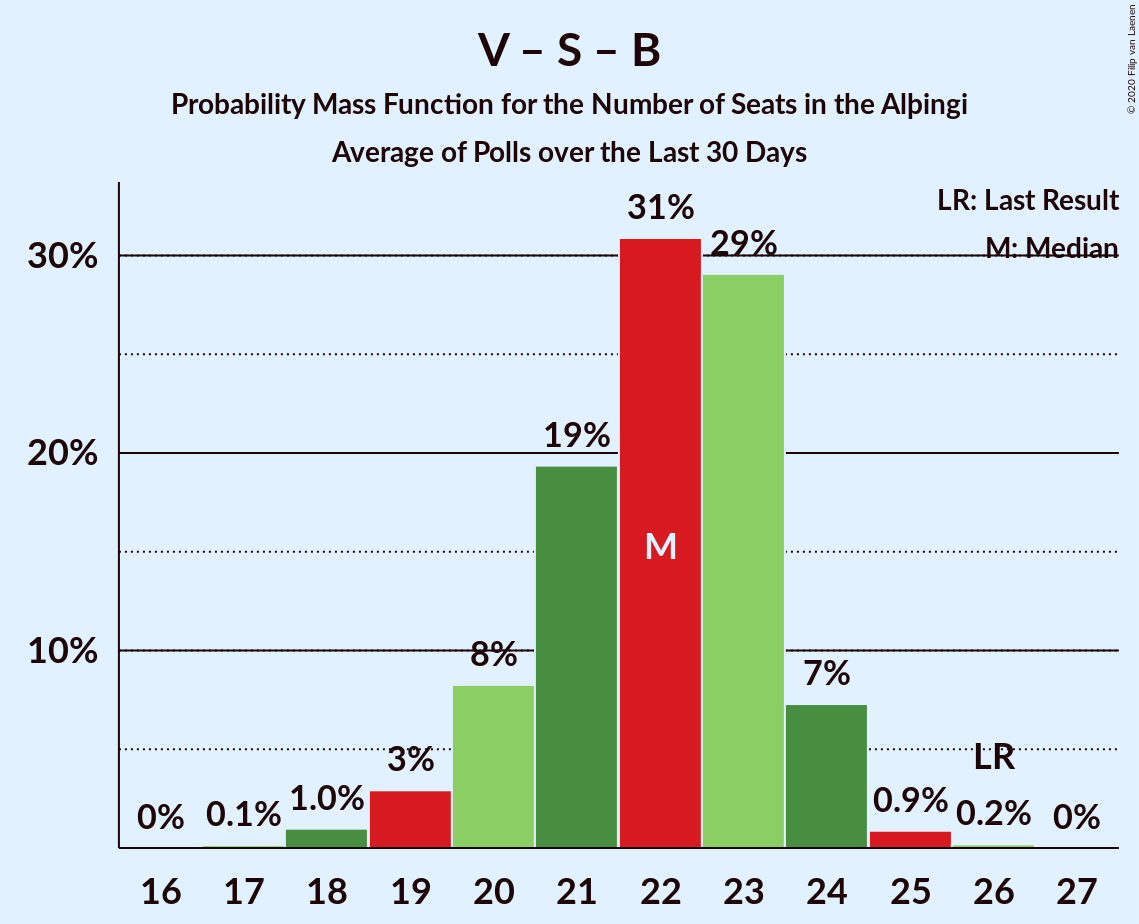 V – S – B
Probability Mass Function for the Number of Seats in the Alþingi
Average of Polls over the Last 30 Days
© 2020 Filip van Laenen
LR: Last Result
M: Median
30%
20%
10%
0%
0.1%
1.0%
3%
8%
19%
31%
29%
7%
0.9%
0.2%
0%
M
LR
16 17 18 19 20 21 22 23 24 25 26 27